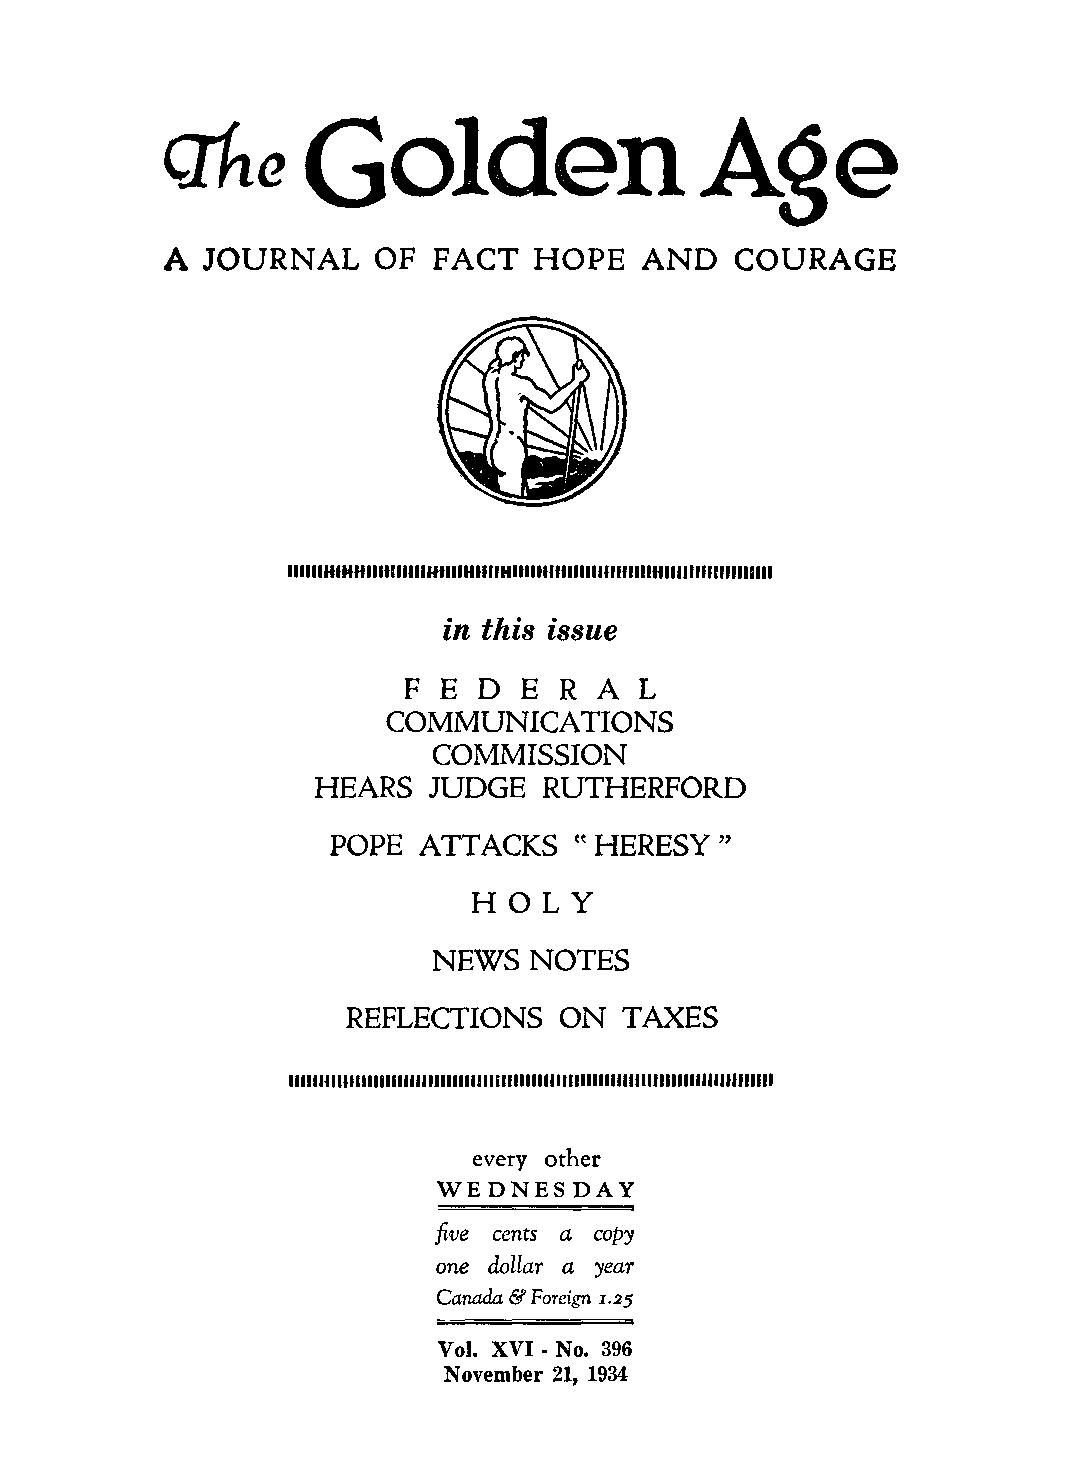 The Golden Age
A JOURNAL OF FACT HOPE AND COURAGE
in this issue
F E D E R A L
COMMUNICATIONS
COMMISSION
HEARS JUDGE RUTHERFORD
POPE ATTACKS “HERESY”
H O L Y
NEWS NOTES
REFLECTIONS ON TAXES
every other
WEDNESDAY
five cents a copy
one dollar a year
Canada & Foreign 1.25
Vol. XVI - No. 396
November 21, 1934